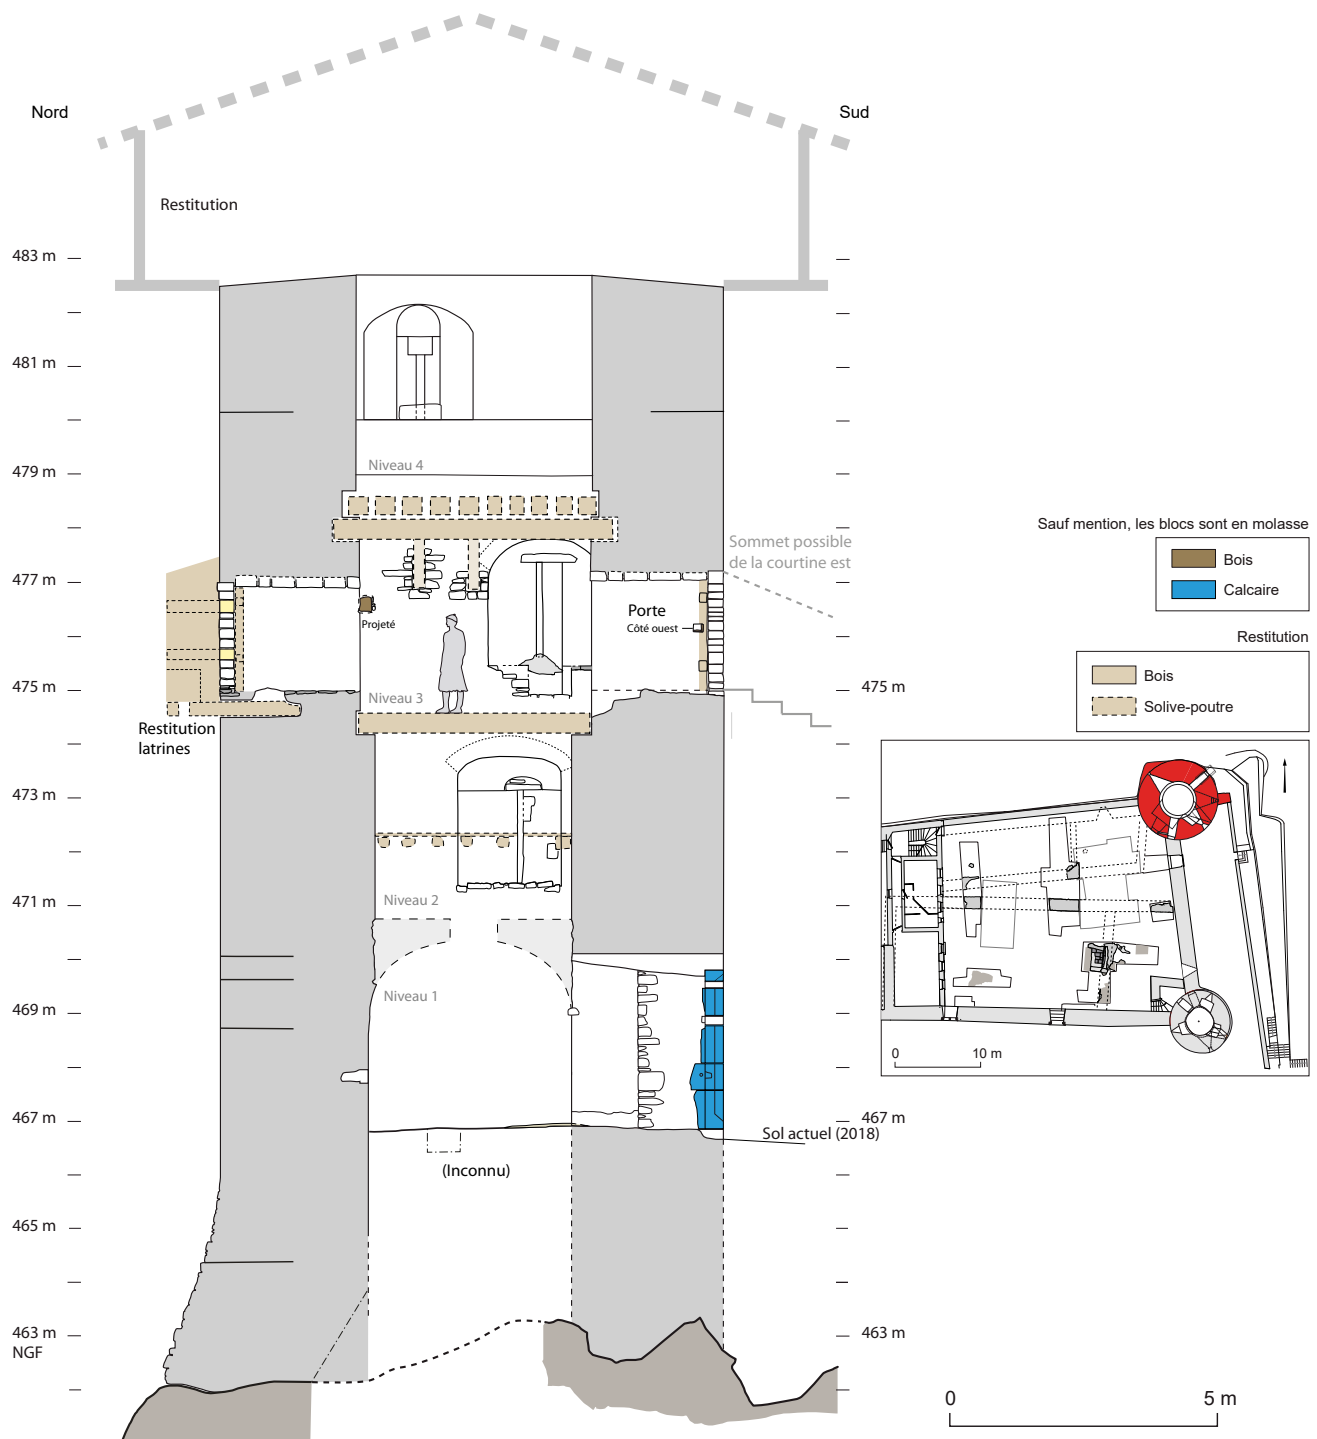 Nord
Sud
Restitution
483 m
481 m
479 m
Niveau 4
Sommet possible
de la courtine est
477 m
Projeté
Porte
Côté ouest
Niveau 3
475 m
475 m
Restitution
latrines
473 m
Niveau 2
471 m
Niveau 1
469 m
467 m
467 m
Sol actuel (2018)
(Inconnu)
465 m
463 m
NGF
463 m
Sauf mention, les blocs sont en molasse
Bois
Calcaire
Restitution
Bois
Solive-poutre
0 10 m
0 5 m